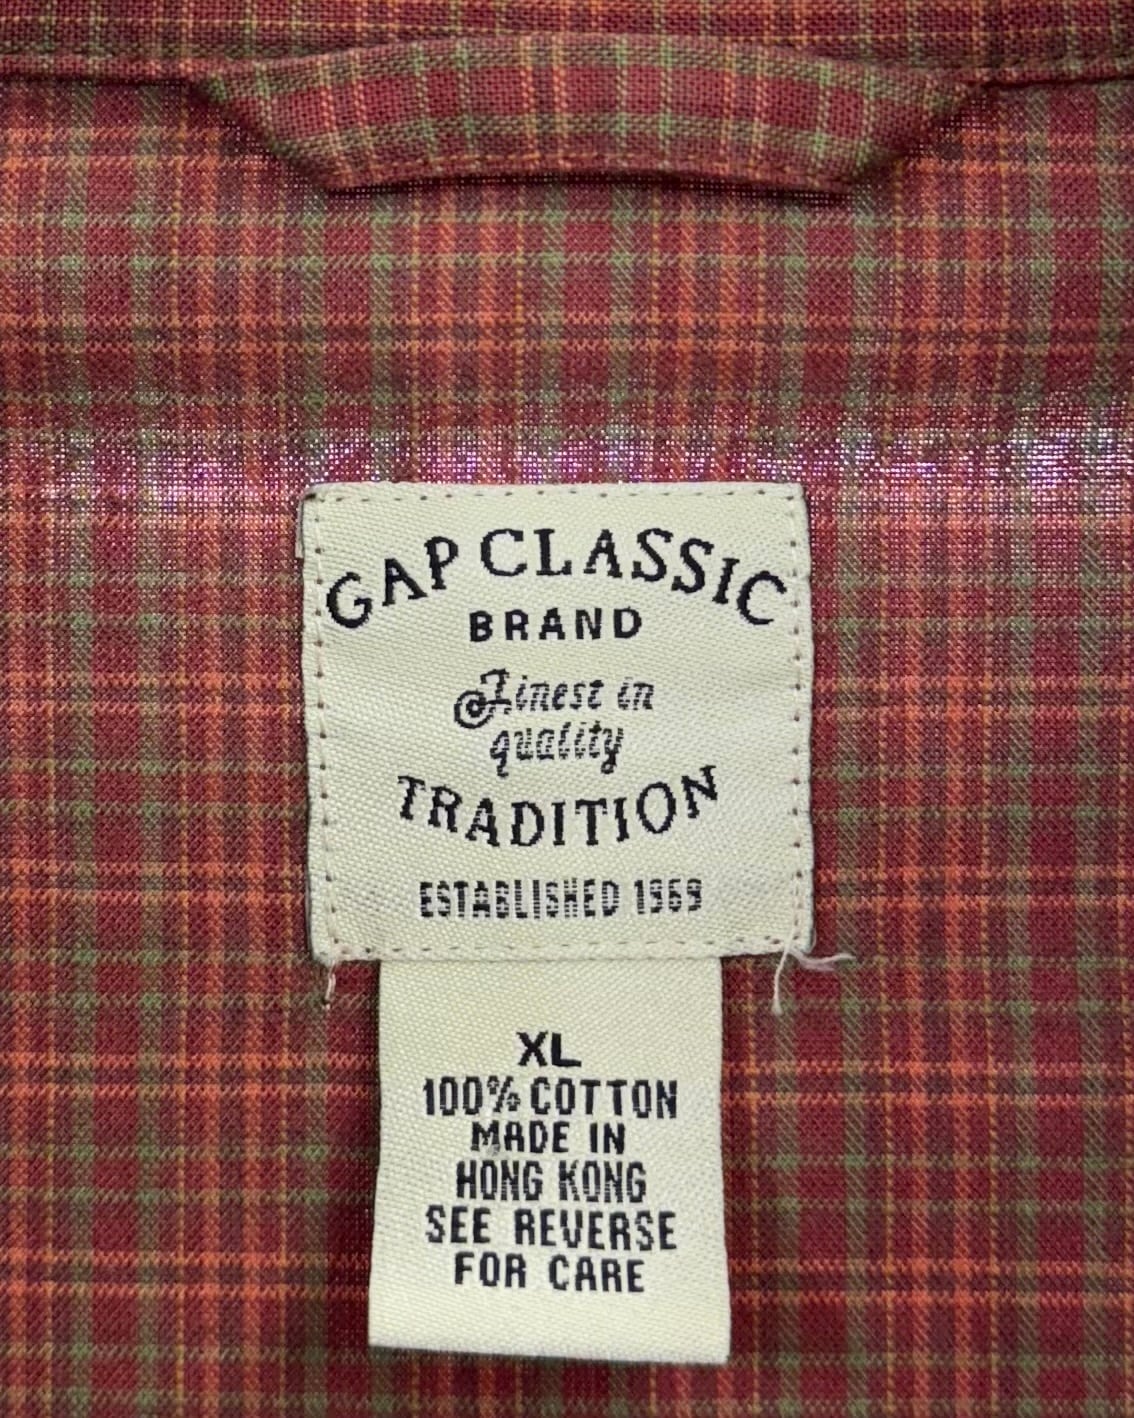 GAP CLASSIC
BRAND
Finest in
quality
TRADITION
ESTABLISHED 1969
XL
100% COTTON
MADE IN
HONG KONG
SEE REVERSE
FOR CARE